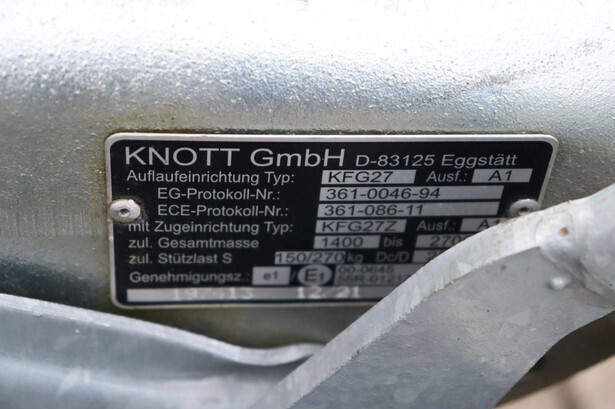 KNOTT GmbH D-83125 Eggstätt
Auflaufeinrichtung Typ: KFG27 Ausf.: A1
EG-Protokoll-Nr.: 361-0046-94
ECE-Protokoll-Nr.: 361-086-11
mit Zugeinrichtung Typ: KFG27Z Ausf.:
zul. Gesamtmasse 1400 bis
zul. Stützlast S 150/270 kg Dc/D
Genehmigungsz.: e1 E1 00-0645
12/21